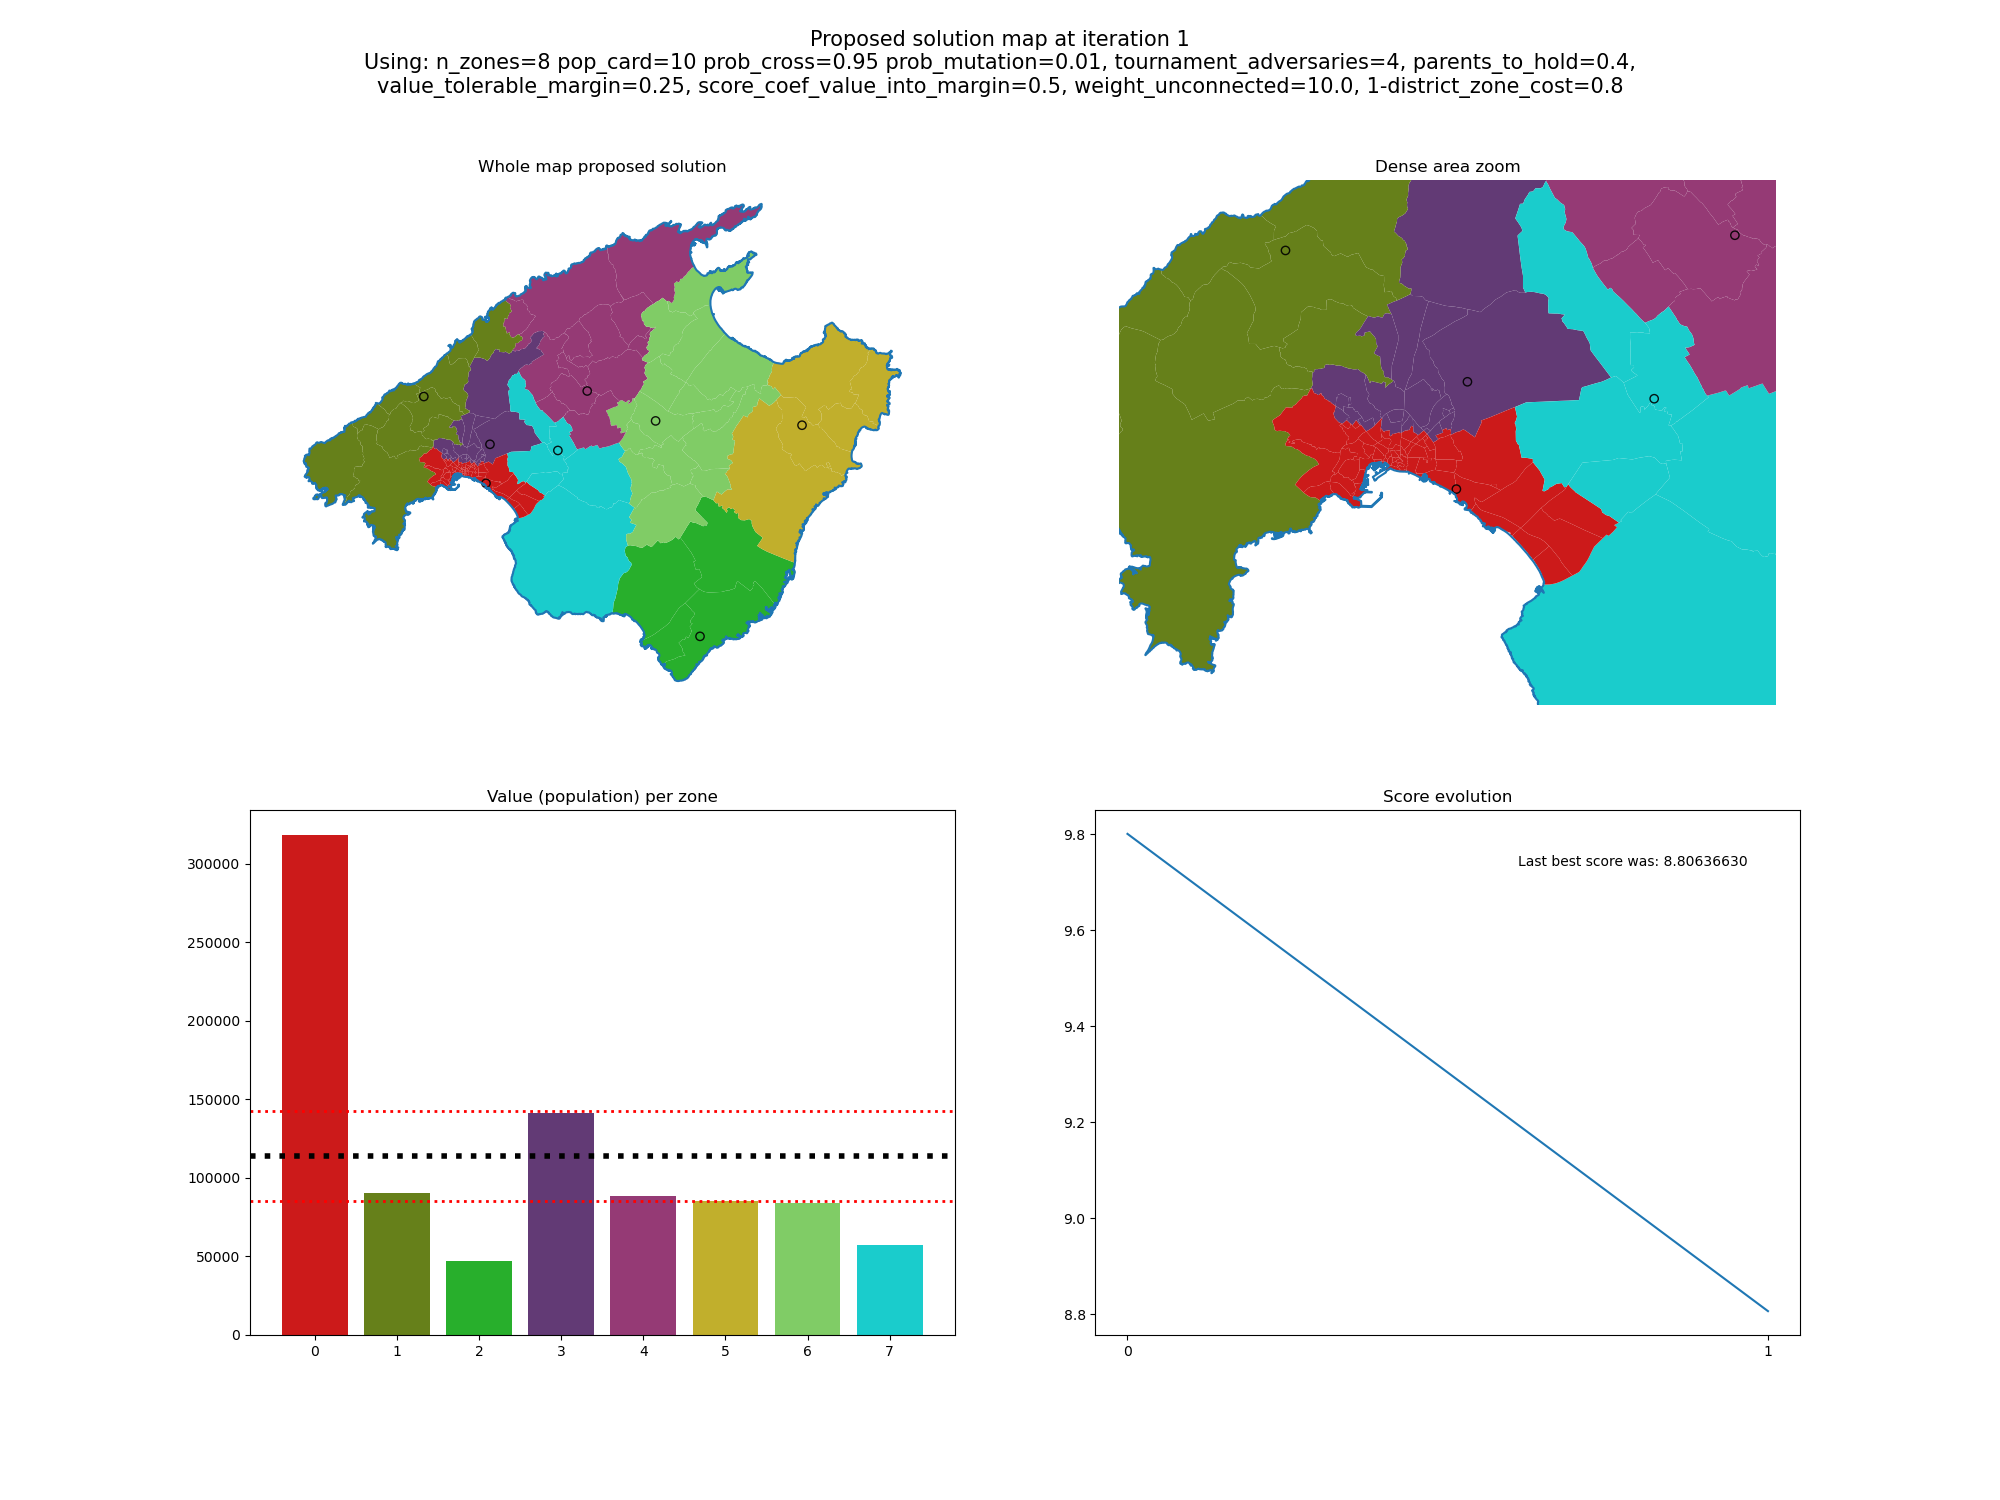 Proposed solution map at iteration 1
Using: n_zones=8 pop_card=10 prob_cross=0.95 prob_mutation=0.01, tournament_adversaries=4, parents_to_hold=0.4,
value_tolerable_margin=0.25, score_coef_value_into_margin=0.5, weight_unconnected=10.0, 1-district_zone_cost=0.8
Whole map proposed solution
Dense area zoom
Value (population) per zone
300000
250000
200000
150000
100000
50000
0
0 1 2 3 4 5 6 7
Score evolution
Last best score was: 8.80636630
9.8
9.6
9.4
9.2
9.0
8.8
0 1